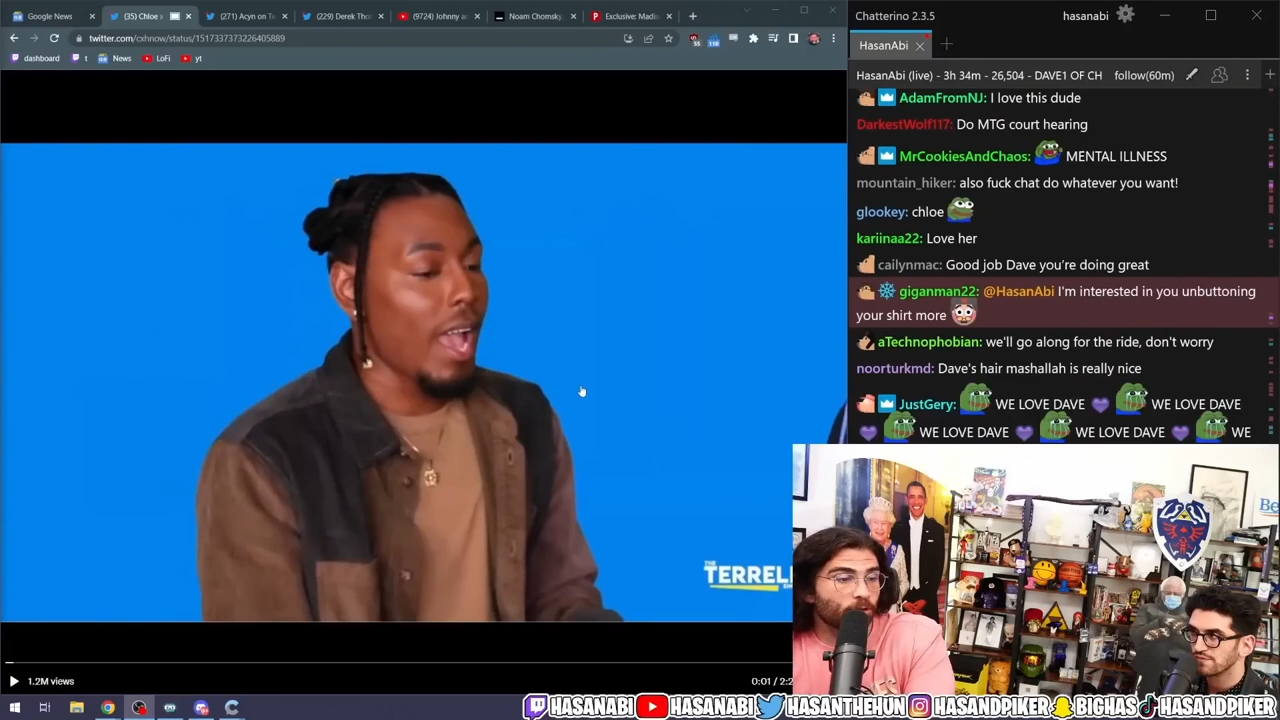 Google News
(35) Chloe x
(271) Acyn on T
(229) Derek Tho
(9724) Johnny a
Noam Chomsky
Exclusive: Madis
twitter.com/cxhnow/status/1517337373226405889
dashboard
t
News
LoFi
yt
THE
TERREL
1.2M views
0:01 / 2:2
Chatterino 2.3.5
hasanabi
HasanAbi
HasanAbi (live) - 3h 34m - 26,504 - DAVE1 OF CH
follow(60m)
AdamFromNJ: I love this dude
DarkestWolf117: Do MTG court hearing
MrCookiesAndChaos: MENTAL ILLNESS
mountain_hiker: also fuck chat do whatever you want!
glookey: chloe
kariinaa22: Love her
cailynmac: Good job Dave you're doing great
giganman22: @HasanAbi I'm interested in you unbuttoning
your shirt more
aTechnophobian: we'll go along for the ride, don't worry
noorturkmd: Dave's hair mashallah is really nice
JustGery: WE LOVE DAVE WE LOVE DAVE
WE LOVE DAVE WE LOVE DAVE WE
Be
HASANABI HASANABI HASANTHEHUN HASANDPIKER BIGHAS HASANDPIKER